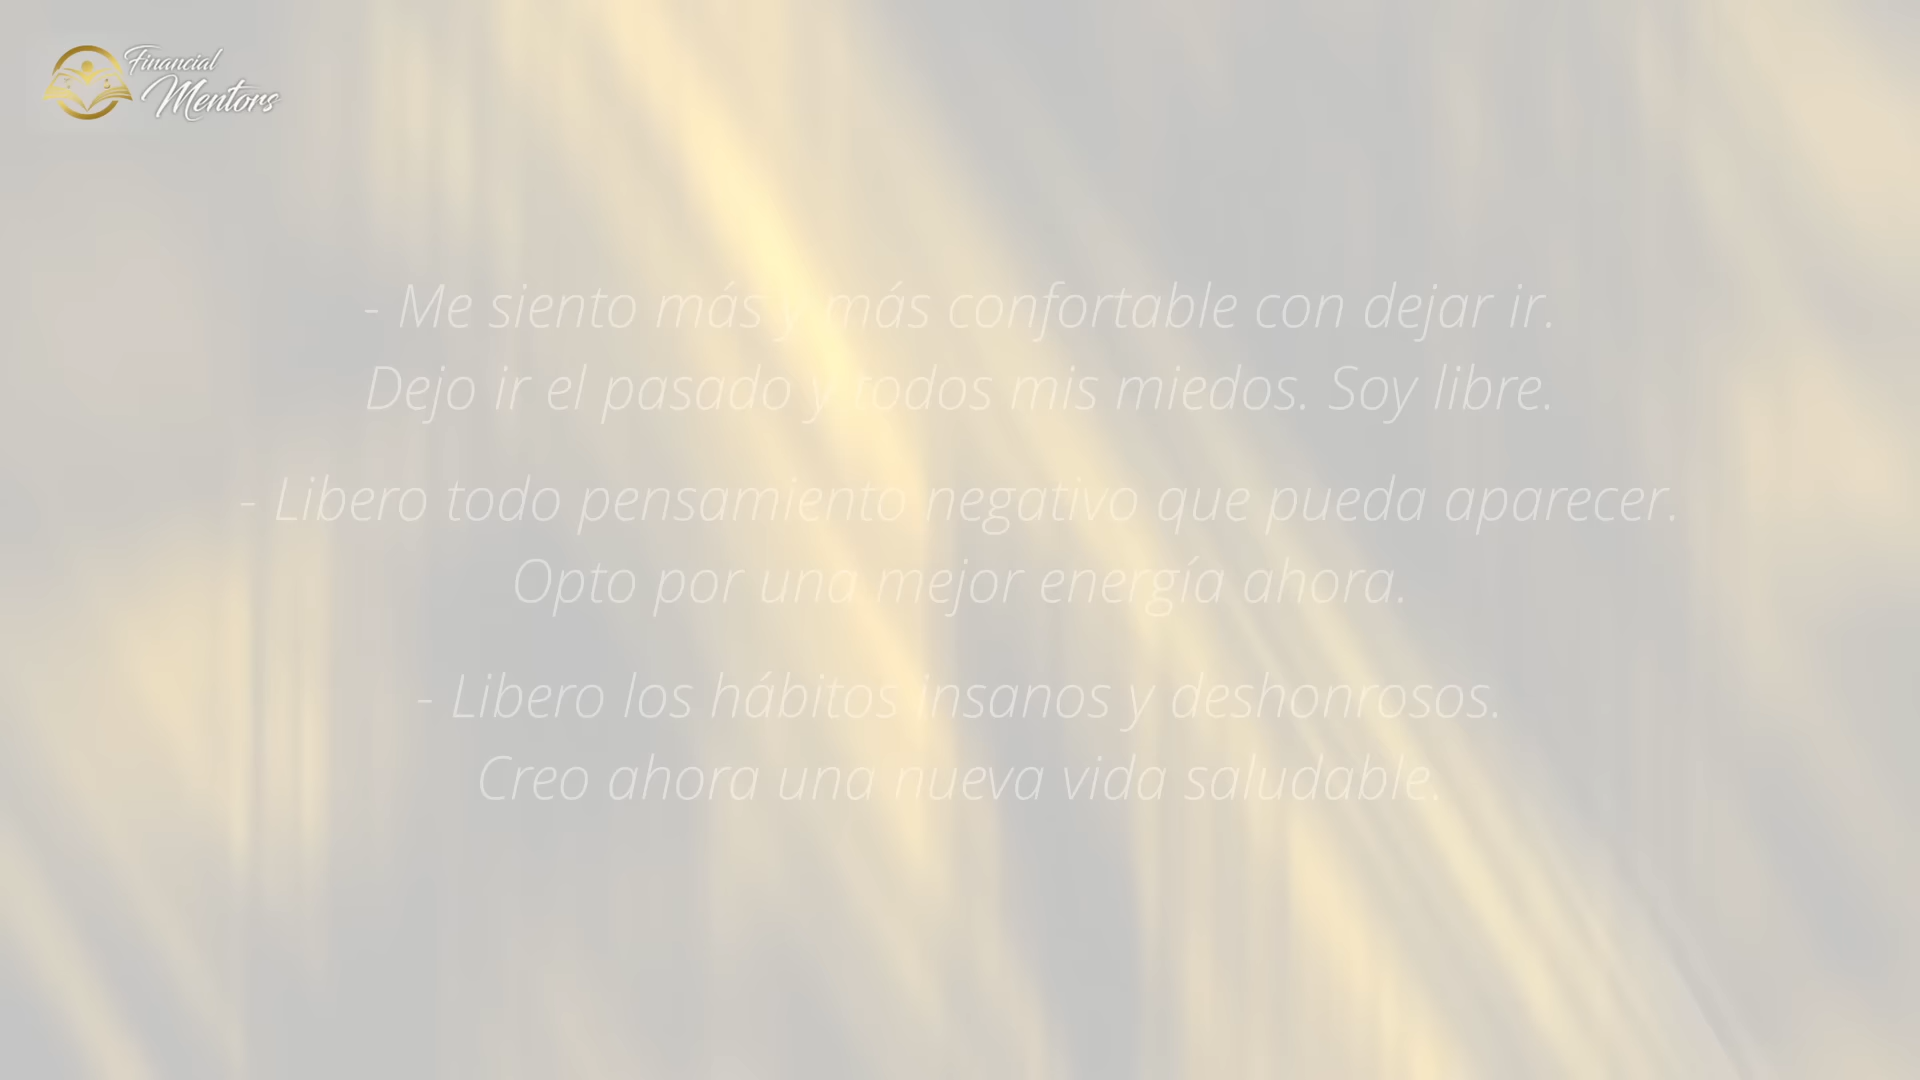 Financial
Mentors
- Me siento más y más confortable con dejar ir.
Dejo ir el pasado y todos mis miedos. Soy libre.
- Libero todo pensamiento negativo que pueda aparecer.
Opto por una mejor energía ahora.
- Libero los hábitos insanos y deshonrosos.
Creo ahora una nueva vida saludable.